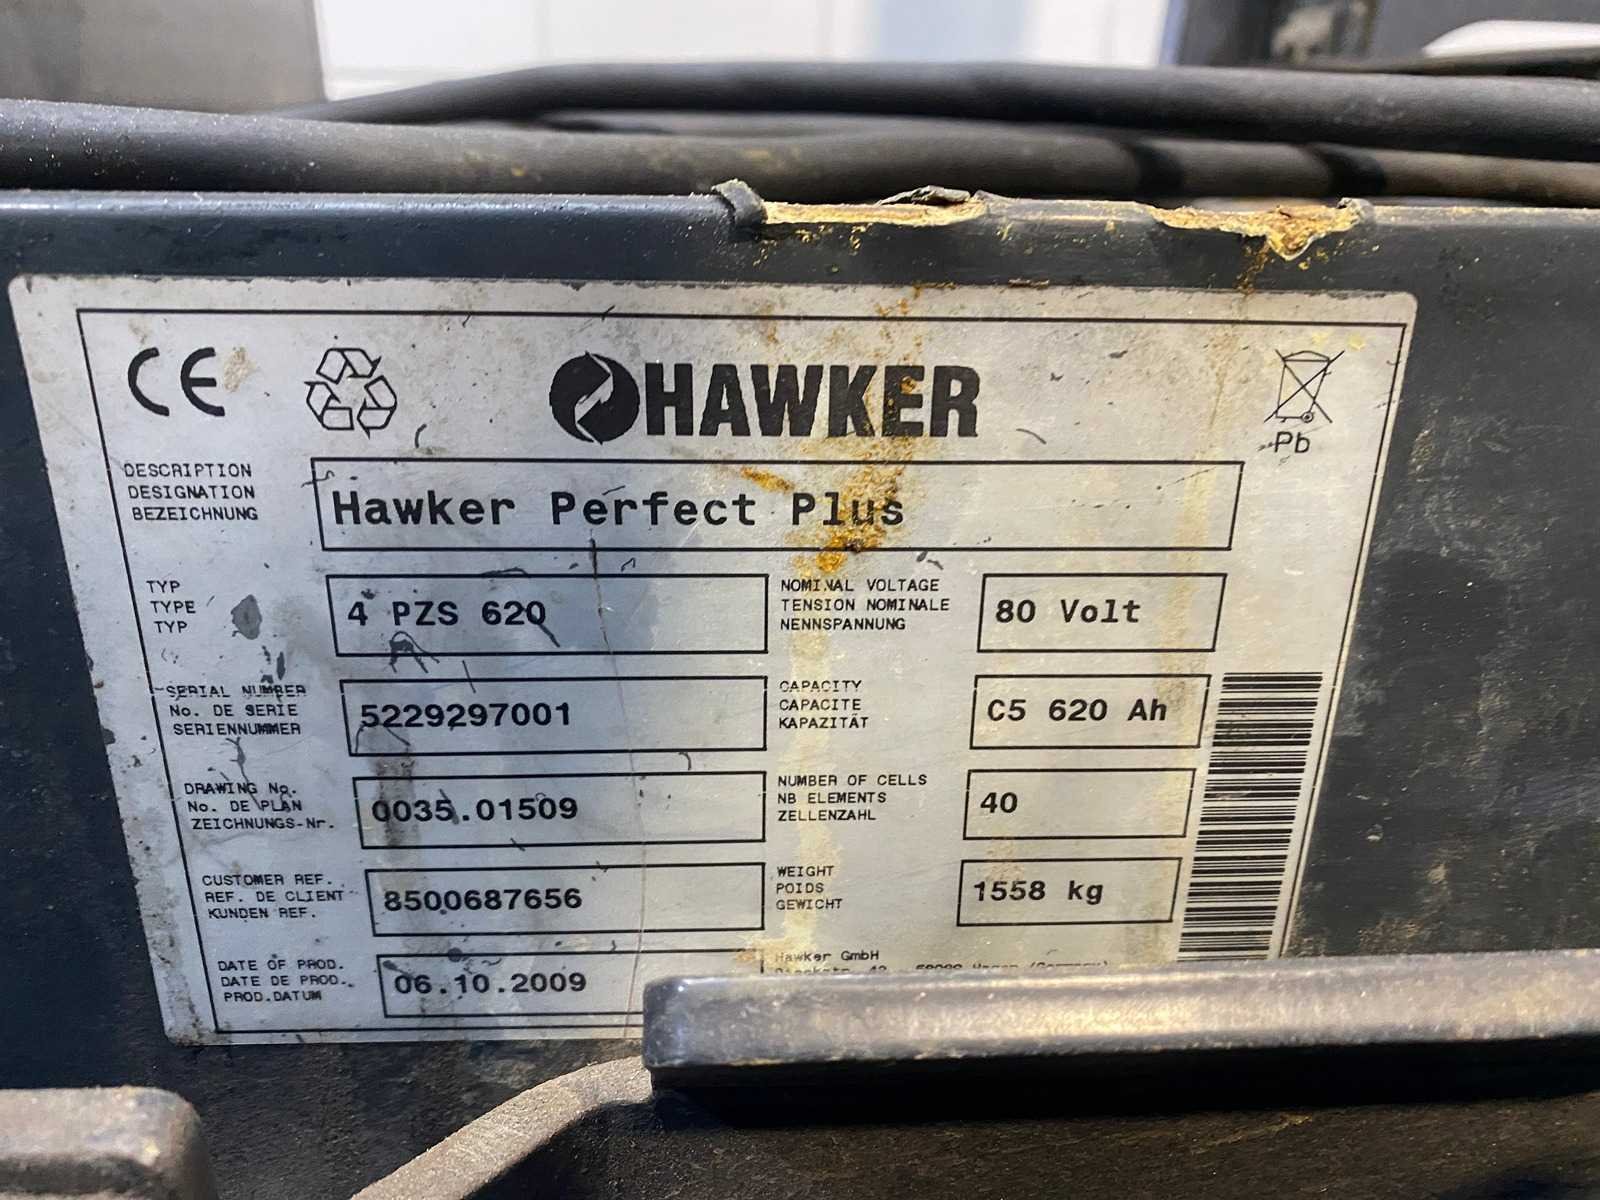 CE
HAWKER
Pb
DESCRIPTION
DESIGNATION
BEZEICHNUNG
Hawker Perfect Plus
TYP
TYPE
TYP
4 PZS 620
NOMINAL VOLTAGE
TENSION NOMINALE
NENNSPANNUNG
80 Volt
SERIAL NUMBER
No. DE SERIE
SERIENNUMMER
5229297001
CAPACITY
CAPACITE
KAPAZITÄT
C5 620 Ah
DRAWING No.
No. DE PLAN
ZEICHNUNGS-Nr.
0035.01509
NUMBER OF CELLS
NB ELEMENTS
ZELLENZAHL
40
CUSTOMER REF.
REF. DE CLIENT
KUNDEN REF.
8500687656
WEIGHT
POIDS
GEWICHT
1558 kg
DATE OF PROD.
DATE DE PROD.
PROD.DATUM
06.10.2009
Hawker GmbH